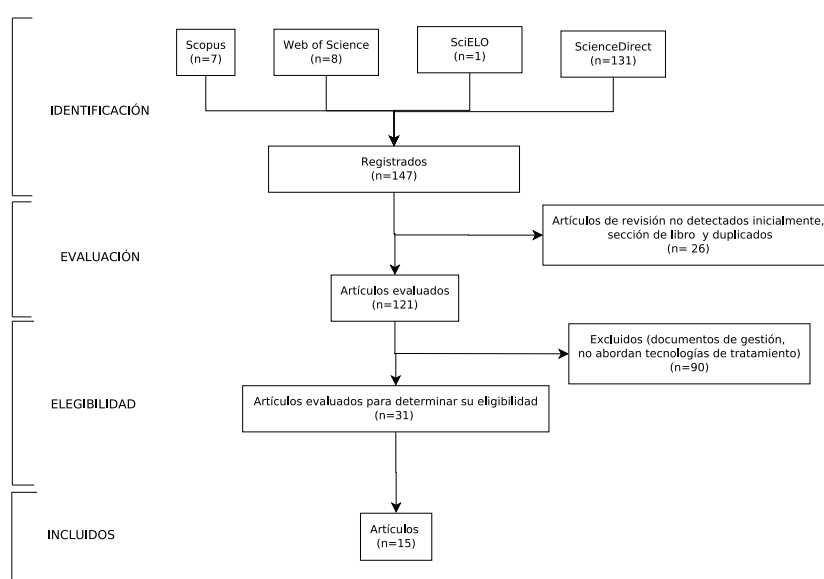 Scopus
(n=7)
Web of Science
(n=8)
SciELO
(n=1)
ScienceDirect
(n=131)
IDENTIFICACIÓN
Registrados
(n=147)
Artículos de revisión no detectados inicialmente,
sección de libro y duplicados
(n= 26)
EVALUACIÓN
Artículos evaluados
(n=121)
Excluidos (documentos de gestión,
no abordan tecnologías de tratamiento)
(n=90)
ELEGIBILIDAD
Artículos evaluados para determinar su eligibilidad
(n=31)
INCLUIDOS
Artículos
(n=15)